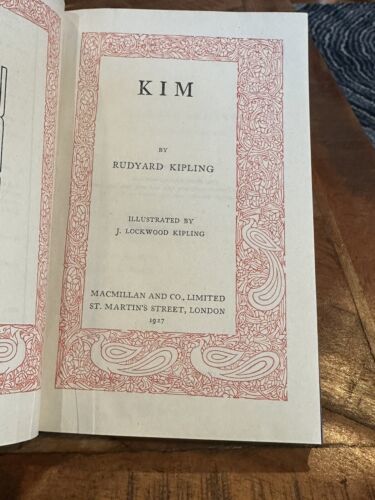 KIM
BY
RUDYARD KIPLING
ILLUSTRATED BY
J. LOCKWOOD KIPLING
MACMILLAN AND CO., LIMITED
ST. MARTIN'S STREET, LONDON
1927